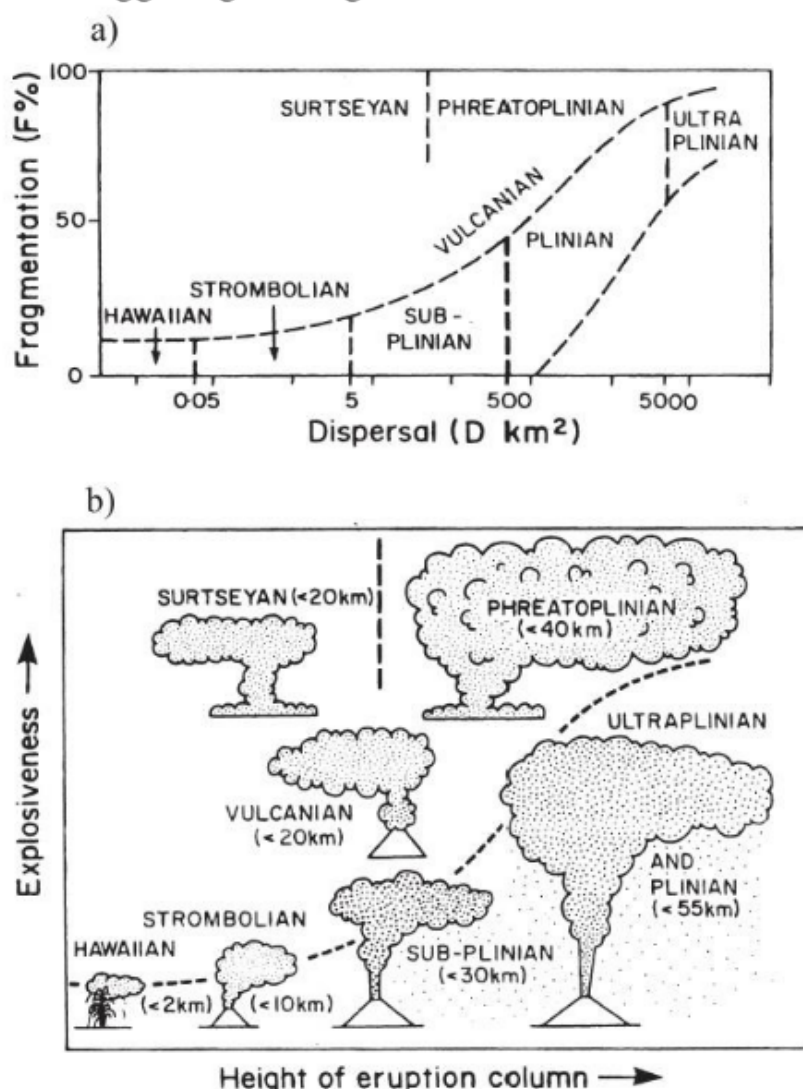 a)
Fragmentation (F%)
100
50
0
SURTSEYAN
PHREATOPLINIAN
ULTRA
PLINIAN
VULCANIAN
PLINIAN
STROMBOLIAN
HAWAIIAN
SUB-
PLINIAN
0·05
5
500
5000
Dispersal (D km²)
b)
Explosiveness
SURTSEYAN (<20km)
PHREATOPLINIAN
(<40km)
ULTRAPLINIAN
VULCANIAN
(<20km)
AND
PLINIAN
(<55km)
STROMBOLIAN
HAWAIIAN
SUB-PLINIAN
(<30km)
(<2km)
(<10km)
Height of eruption column